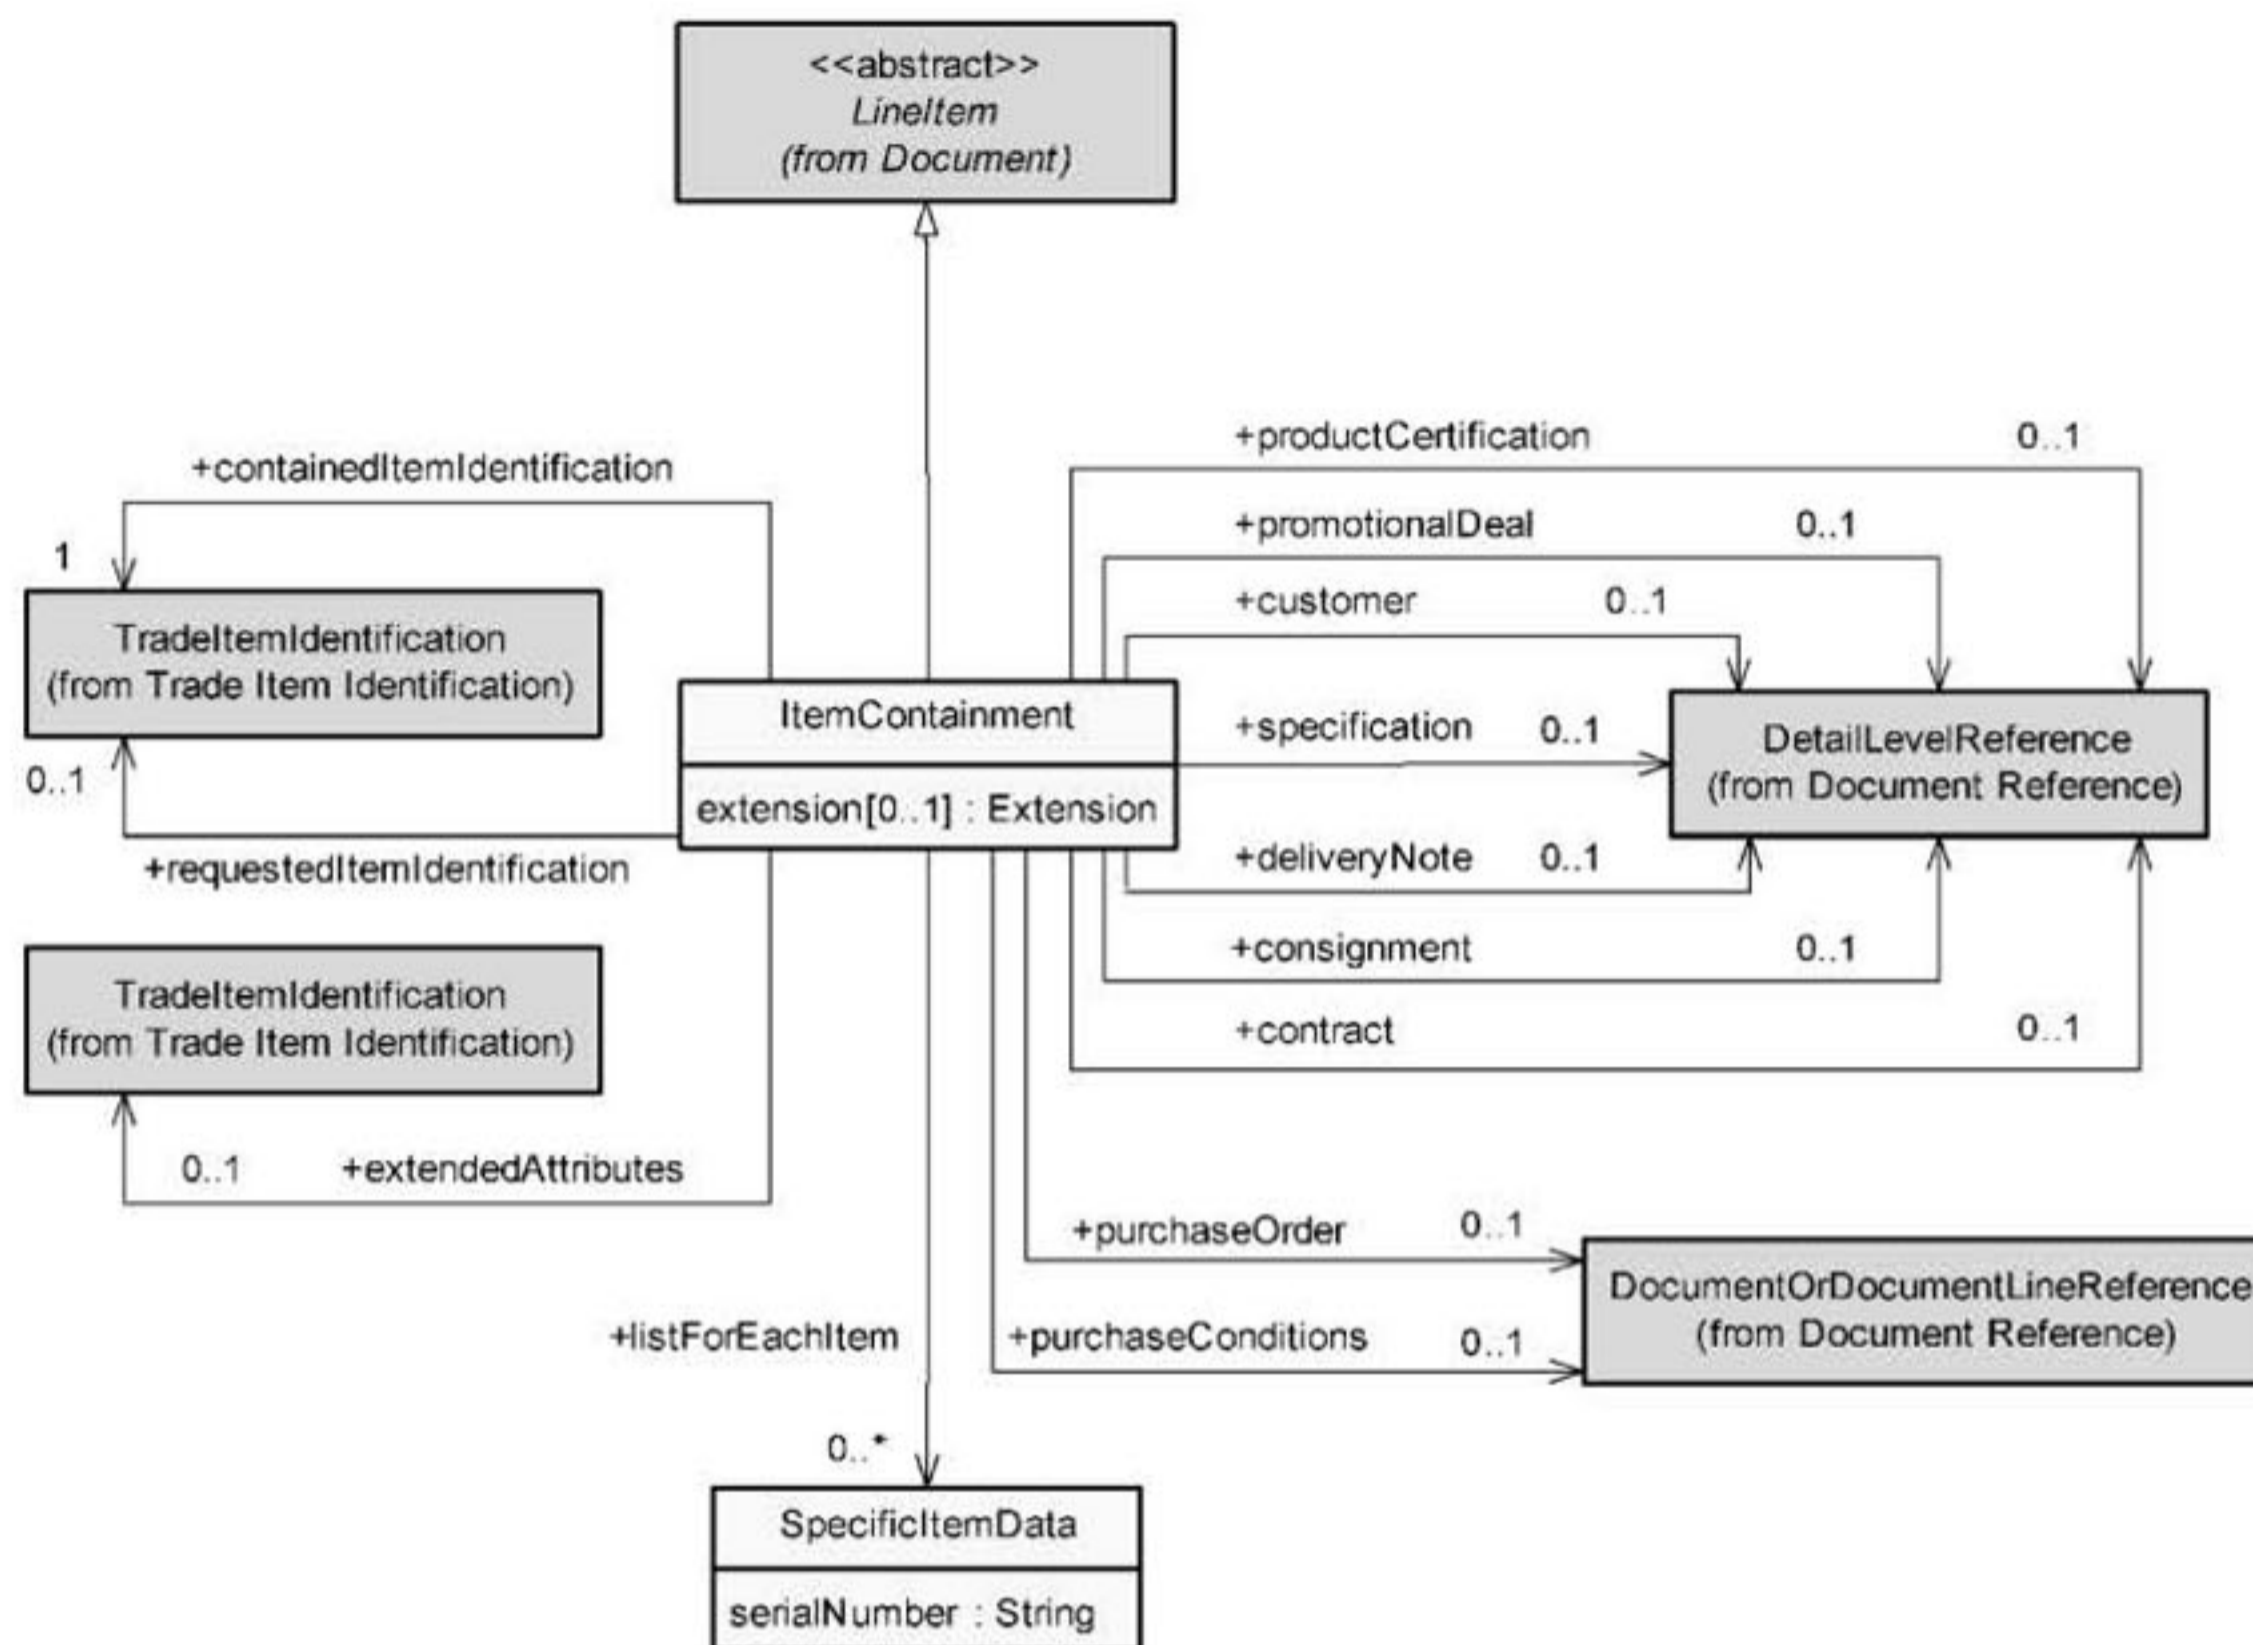 <<abstract>>
LineItem
(from Document)
+productCertification
0..1
+containedItemIdentification
+promotionalDeal
0..1
1
+customer
0..1
TradeItemIdentification
(from Trade Item Identification)
ItemContainment
extension[0..1] : Extension
+specification
0..1
DetailLevelReference
(from Document Reference)
0..1
+requestedItemIdentification
+deliveryNote
0..1
+consignment
0..1
TradeItemIdentification
(from Trade Item Identification)
+contract
0..1
0..1
+extendedAttributes
+purchaseOrder
0..1
DocumentOrDocumentLineReference
(from Document Reference)
+listForEachItem
+purchaseConditions
0..1
0..*
SpecificItemData
serialNumber : String